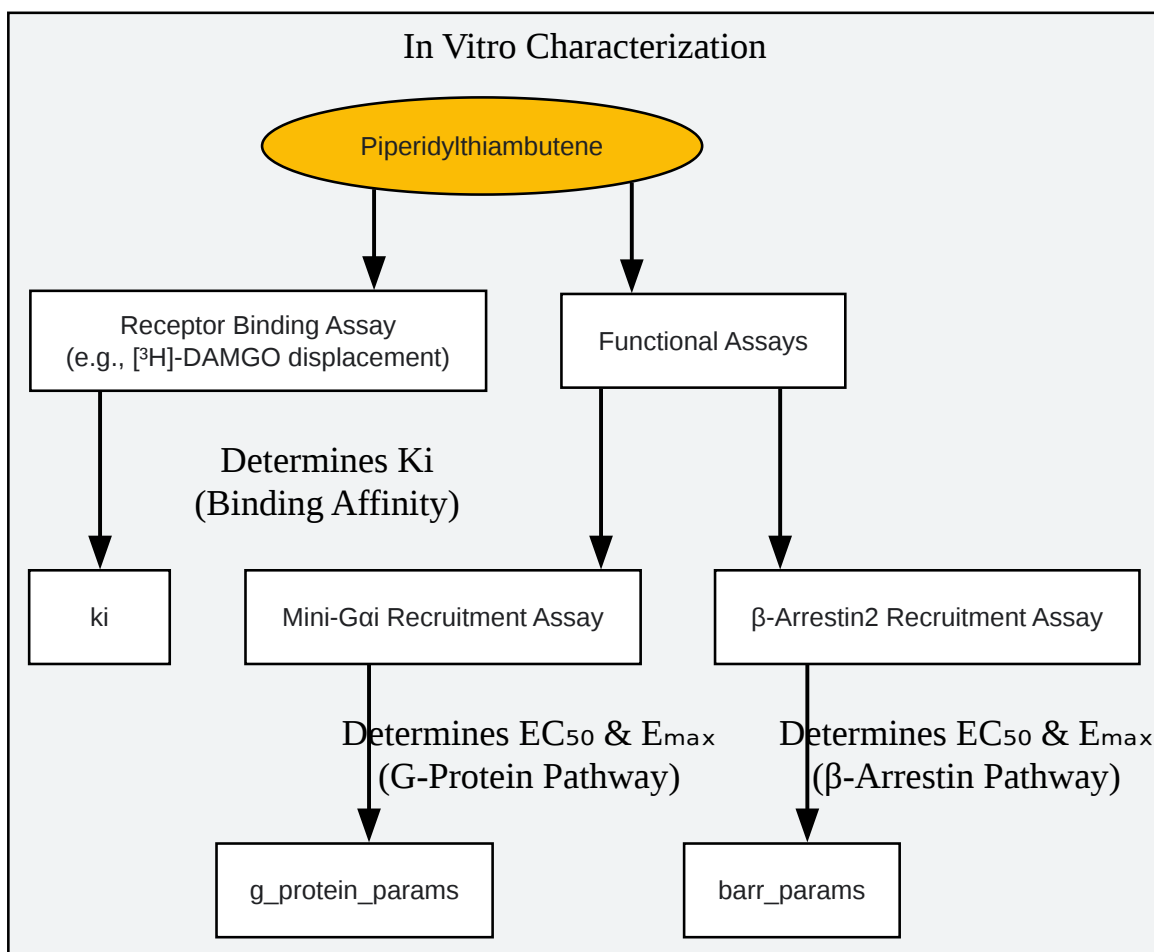 In Vitro Characterization
Piperidylthiambutene
Receptor Binding Assay
(e.g., [³H]-DAMGO displacement)
Functional Assays
Determines Ki
(Binding Affinity)
ki
Mini-Gαi Recruitment Assay
β-Arrestin2 Recruitment Assay
Determines EC₅₀ & Eₘₐₓ
(G-Protein Pathway)
Determines EC₅₀ & Eₘₐₓ
(β-Arrestin Pathway)
g_protein_params
barr_params